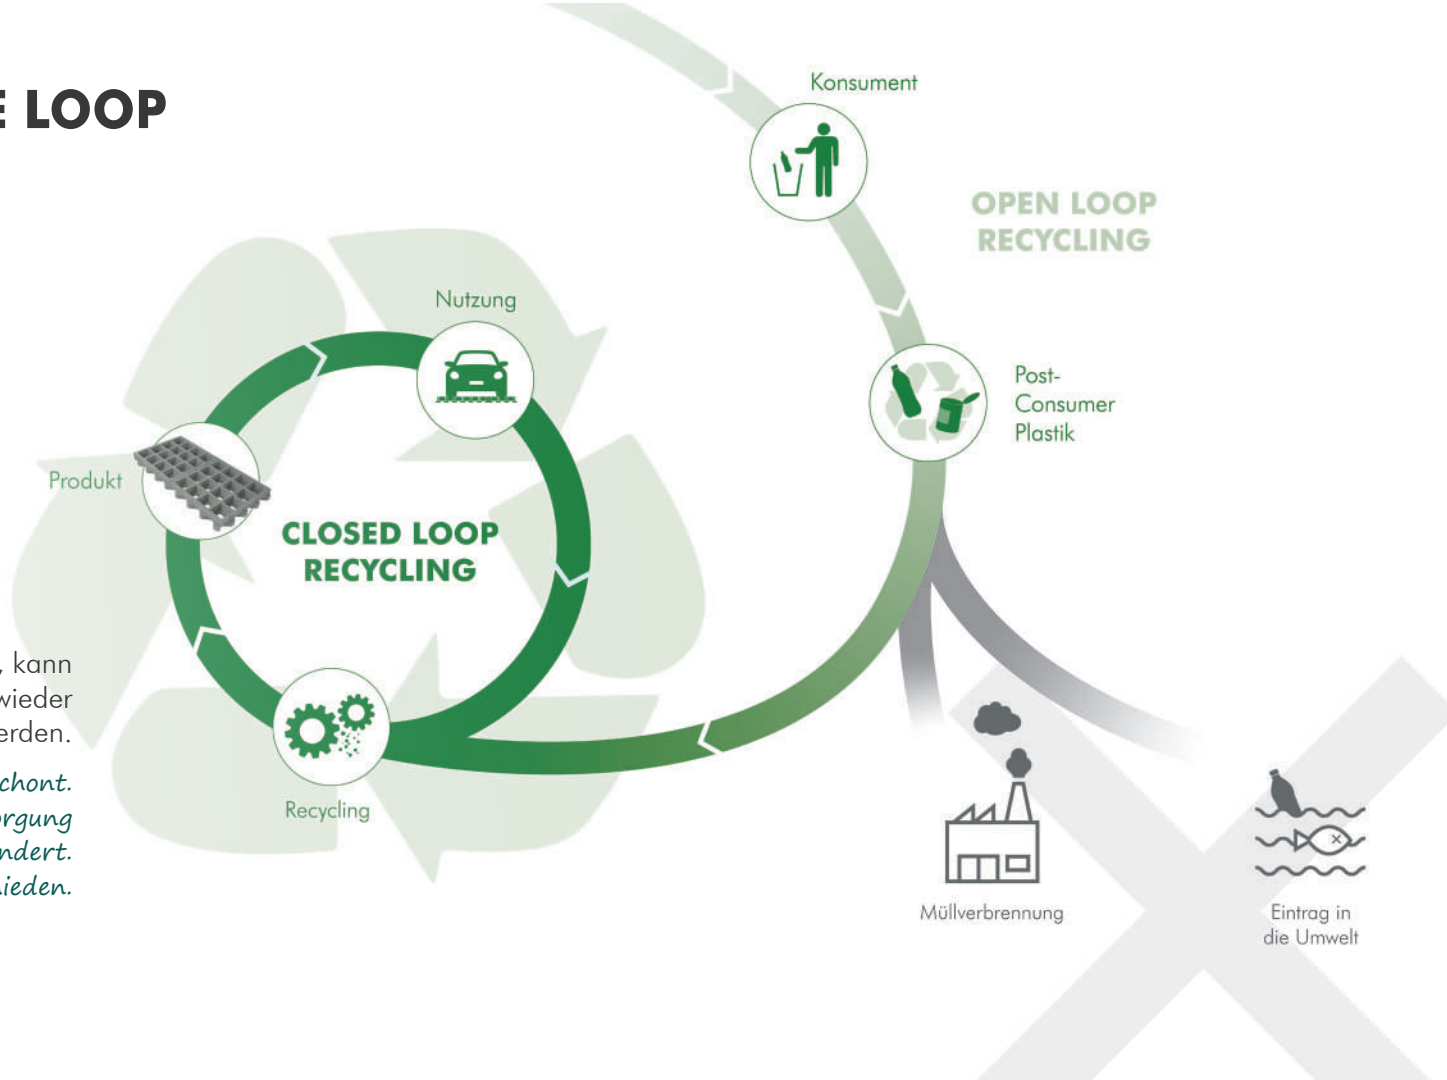 E LOOP
Konsument
OPEN LOOP
RECYCLING
Nutzung
Post-
Consumer
Plastik
Produkt
CLOSED LOOP
RECYCLING
, kann
wieder
erden.
chont.
orgung
ndert.
ieden.
Recycling
Müllverbrennung
Eintrag in
die Umwelt